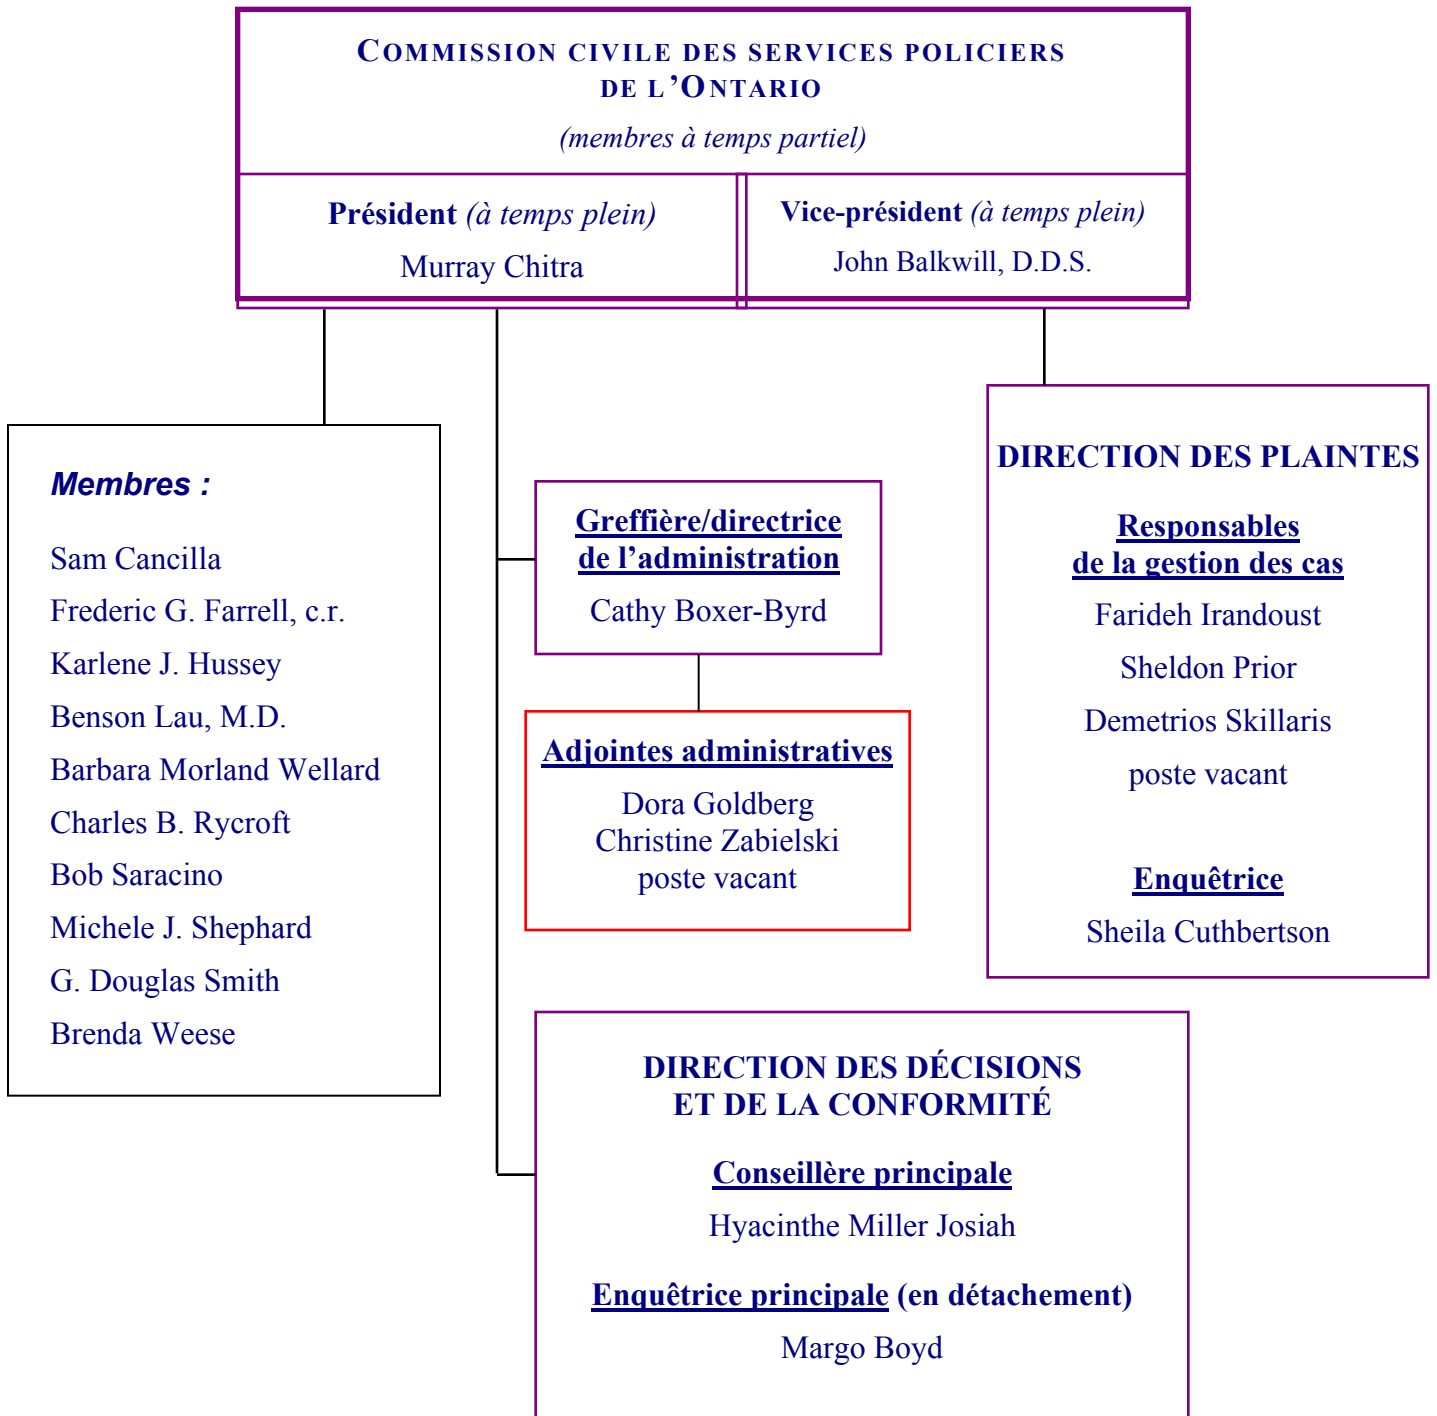 COMMISSION CIVILE DES SERVICES POLICIERS
DE L’ONTARIO
(membres à temps partiel)
Président (à temps plein)
Murray Chitra
Vice-président (à temps plein)
John Balkwill, D.D.S.
Membres :
Sam Cancilla
Frederic G. Farrell, c.r.
Karlene J. Hussey
Benson Lau, M.D.
Barbara Morland Wellard
Charles B. Rycroft
Bob Saracino
Michele J. Shephard
G. Douglas Smith
Brenda Weese
Greffière/directrice
de l’administration
Cathy Boxer-Byrd
Adjointes administratives
Dora Goldberg
Christine Zabielski
poste vacant
DIRECTION DES PLAINTES
Responsables
de la gestion des cas
Farideh Irandoust
Sheldon Prior
Demetrios Skillaris
poste vacant
Enquêtrice
Sheila Cuthbertson
DIRECTION DES DÉCISIONS
ET DE LA CONFORMITÉ
Conseillère principale
Hyacinthe Miller Josiah
Enquêtrice principale (en détachement)
Margo Boyd